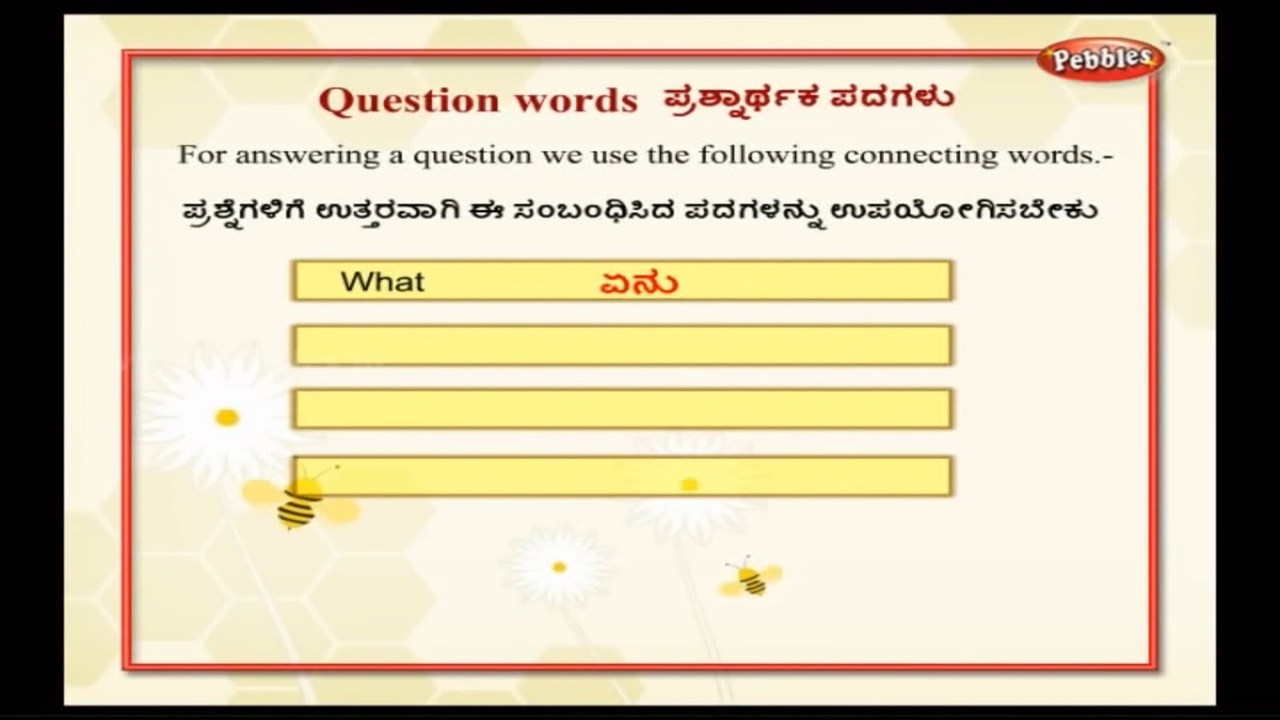 Pebbles™
Question words ಪ್ರಶ್ನಾರ್ಥಕ ಪದಗಳು
For answering a question we use the following connecting words.-
ಪ್ರಶ್ನೆಗಳಿಗೆ ಉತ್ತರವಾಗಿ ಈ ಸಂಬಂಧಿಸಿದ ಪದಗಳನ್ನು ಉಪಯೋಗಿಸಬೇಕು
What ಏನು